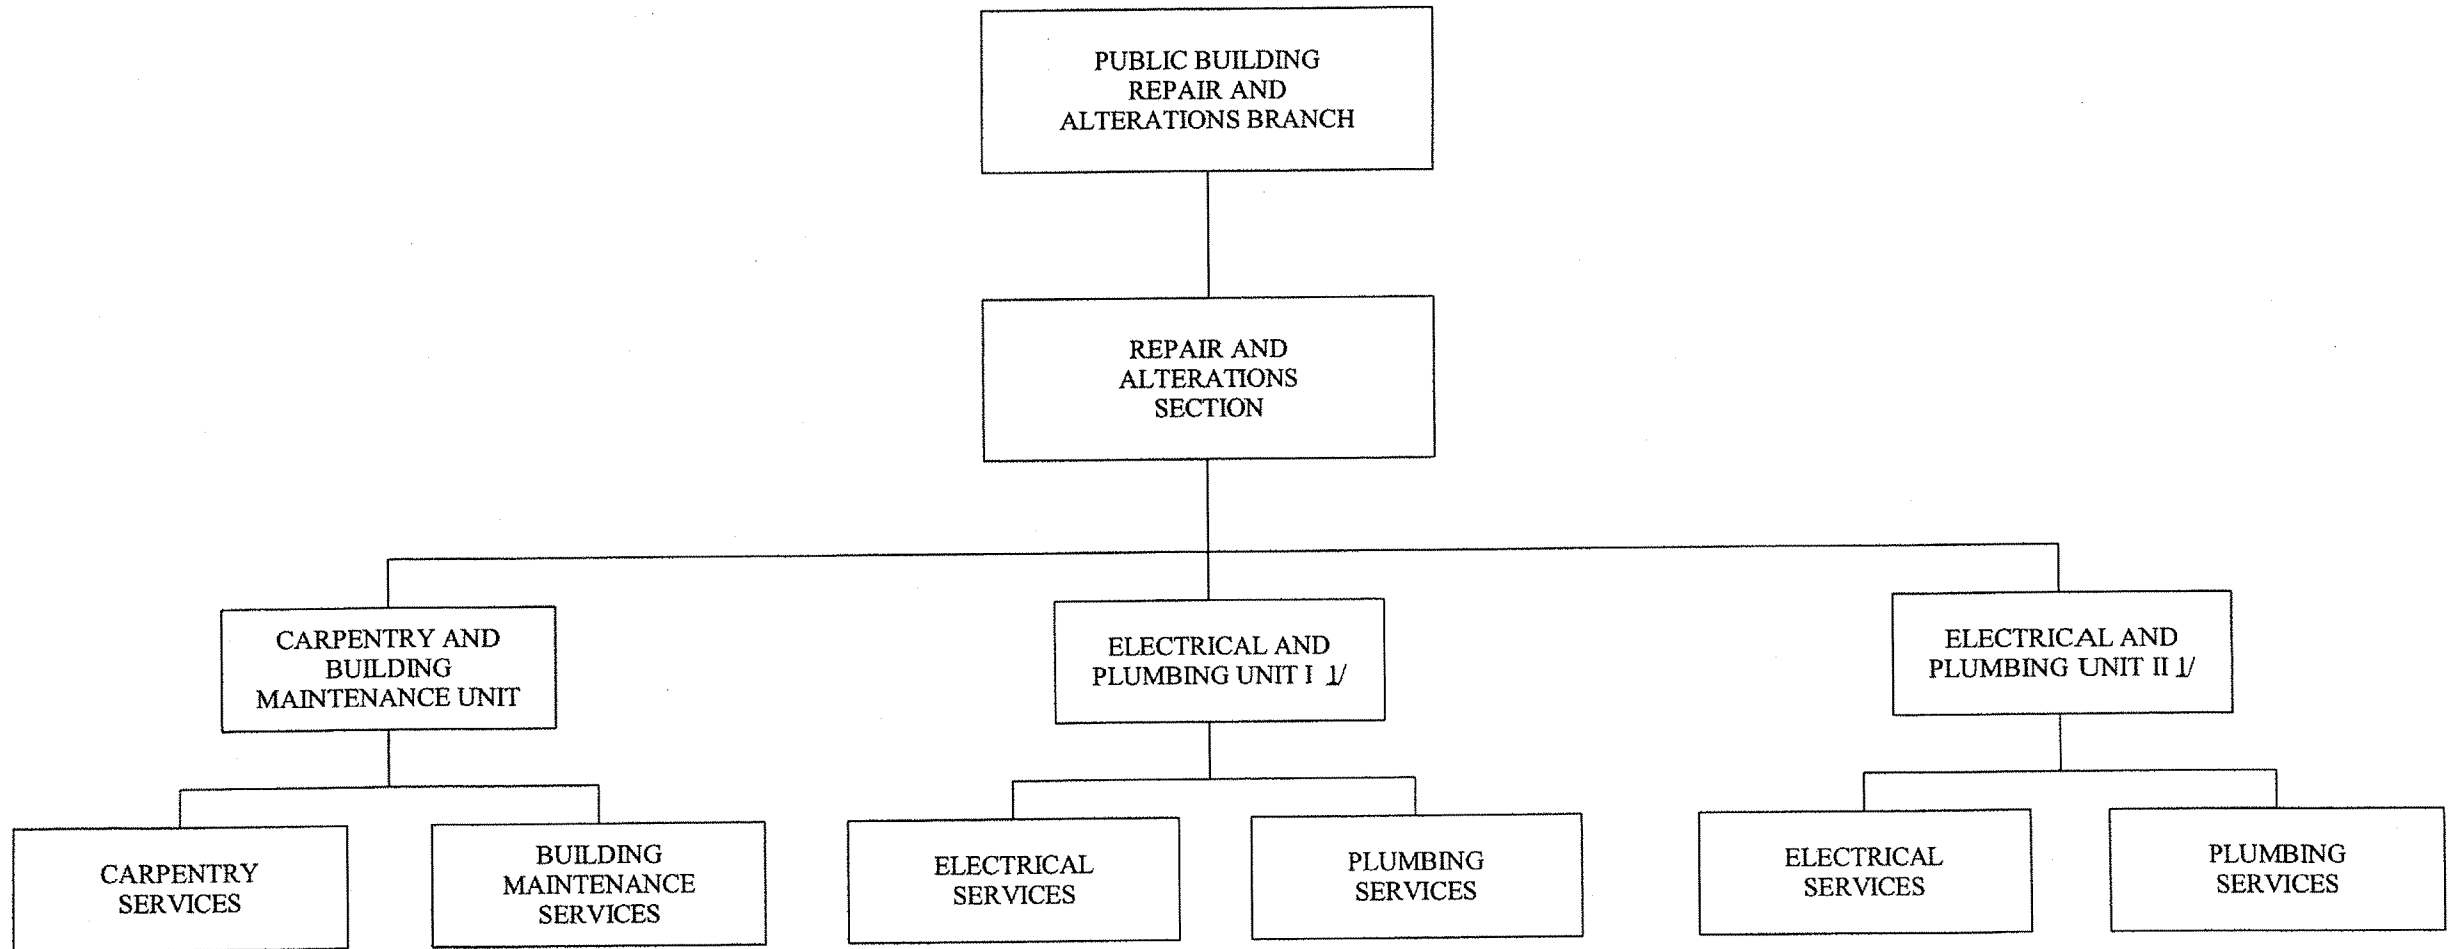 PUBLIC BUILDING
REPAIR AND
ALTERATIONS BRANCH
REPAIR AND
ALTERATIONS
SECTION
CARPENTRY AND
BUILDING
MAINTENANCE UNIT
ELECTRICAL AND
PLUMBING UNIT I 1/
ELECTRICAL AND
PLUMBING UNIT II 1/
CARPENTRY
SERVICES
BUILDING
MAINTENANCE
SERVICES
ELECTRICAL
SERVICES
PLUMBING
SERVICES
ELECTRICAL
SERVICES
PLUMBING
SERVICES